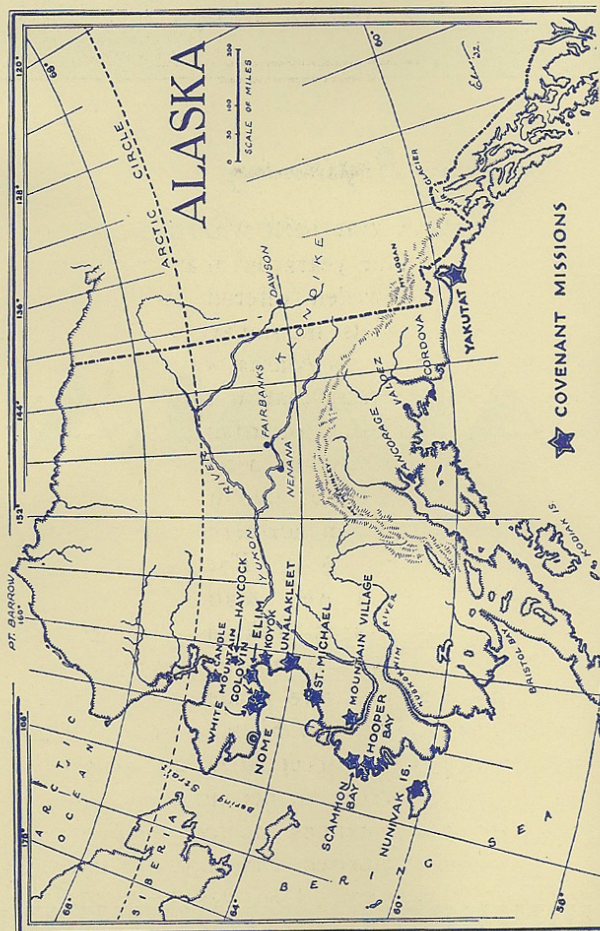 ALASKA
0 50 100 200
SCALE OF MILES
120°
128°
136°
144°
152°
160°
168°
176°
68°
60°
68°
64°
60°
58°
PT. BARROW
ARCTIC CIRCLE
ARCTIC
OCEAN
SIBERIA
Bering Strait
BERING SEA
CANDLE
HAYCOCK
WHITE MOUNTAIN
GOLOVIN
ELIM
KOYUK
NOME
UNALAKLEET
ST. MICHAEL
MOUNTAIN VILLAGE
HOOPER
BAY
SCAMMON
BAY
NUNIVAK IS.
YUKON RIVER
KUSKOKWIM RIVER
BRISTOL BAY
KODIAK IS.
FAIRBANKS
NENANA
DAWSON
KLONDIKE
ANCORAGE
VALDEZ
CORDOVA
MT. LOGAN
GLACIER
YAKUTAT
COVENANT MISSIONS